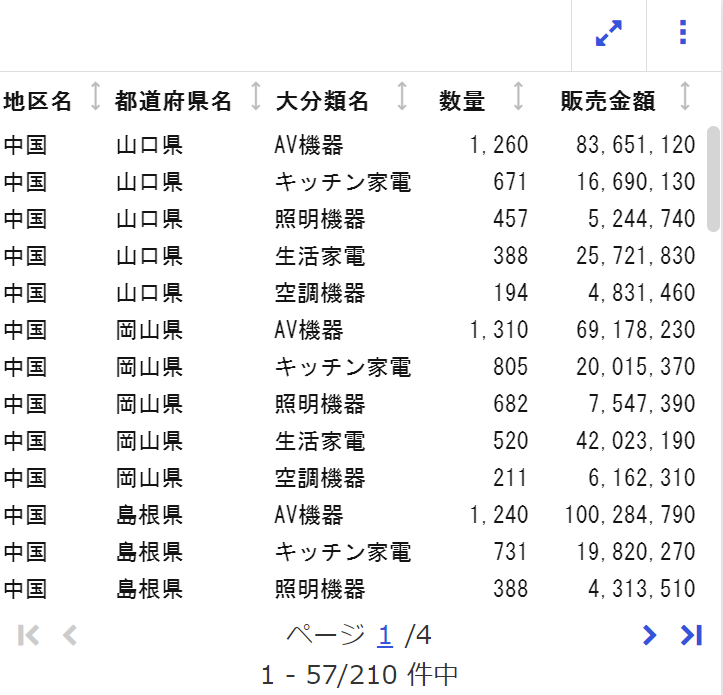 地区名 都道府県名 大分類名 数量 販売金額
中国 山口県 AV機器 1,260 83,651,120
中国 山口県 キッチン家電 671 16,690,130
中国 山口県 照明機器 457 5,244,740
中国 山口県 生活家電 388 25,721,830
中国 山口県 空調機器 194 4,831,460
中国 岡山県 AV機器 1,310 69,178,230
中国 岡山県 キッチン家電 805 20,015,370
中国 岡山県 照明機器 682 7,547,390
中国 岡山県 生活家電 520 42,023,190
中国 岡山県 空調機器 211 6,162,310
中国 島根県 AV機器 1,240 100,284,790
中国 島根県 キッチン家電 731 19,820,270
中国 島根県 照明機器 388 4,313,510
ページ 1 /4
1 - 57/210 件中